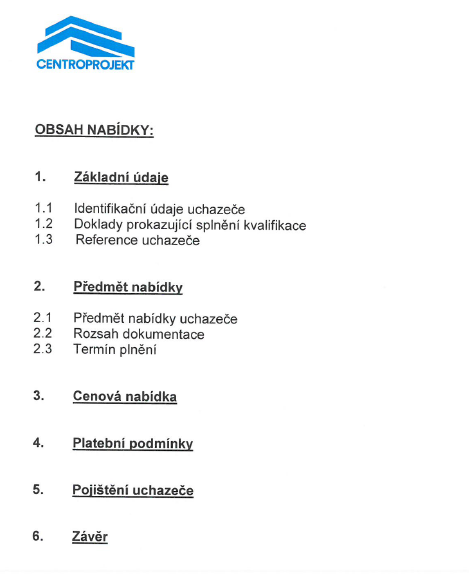 CENTROPROJEKT
OBSAH NABÍDKY:
1. Základní údaje
1.1 Identifikační údaje uchazeče
1.2 Doklady prokazující splnění kvalifikace
1.3 Reference uchazeče
2. Předmět nabídky
2.1 Předmět nabídky uchazeče
2.2 Rozsah dokumentace
2.3 Termín plnění
3. Cenová nabídka
4. Platební podmínky
5. Pojištění uchazeče
6. Závěr